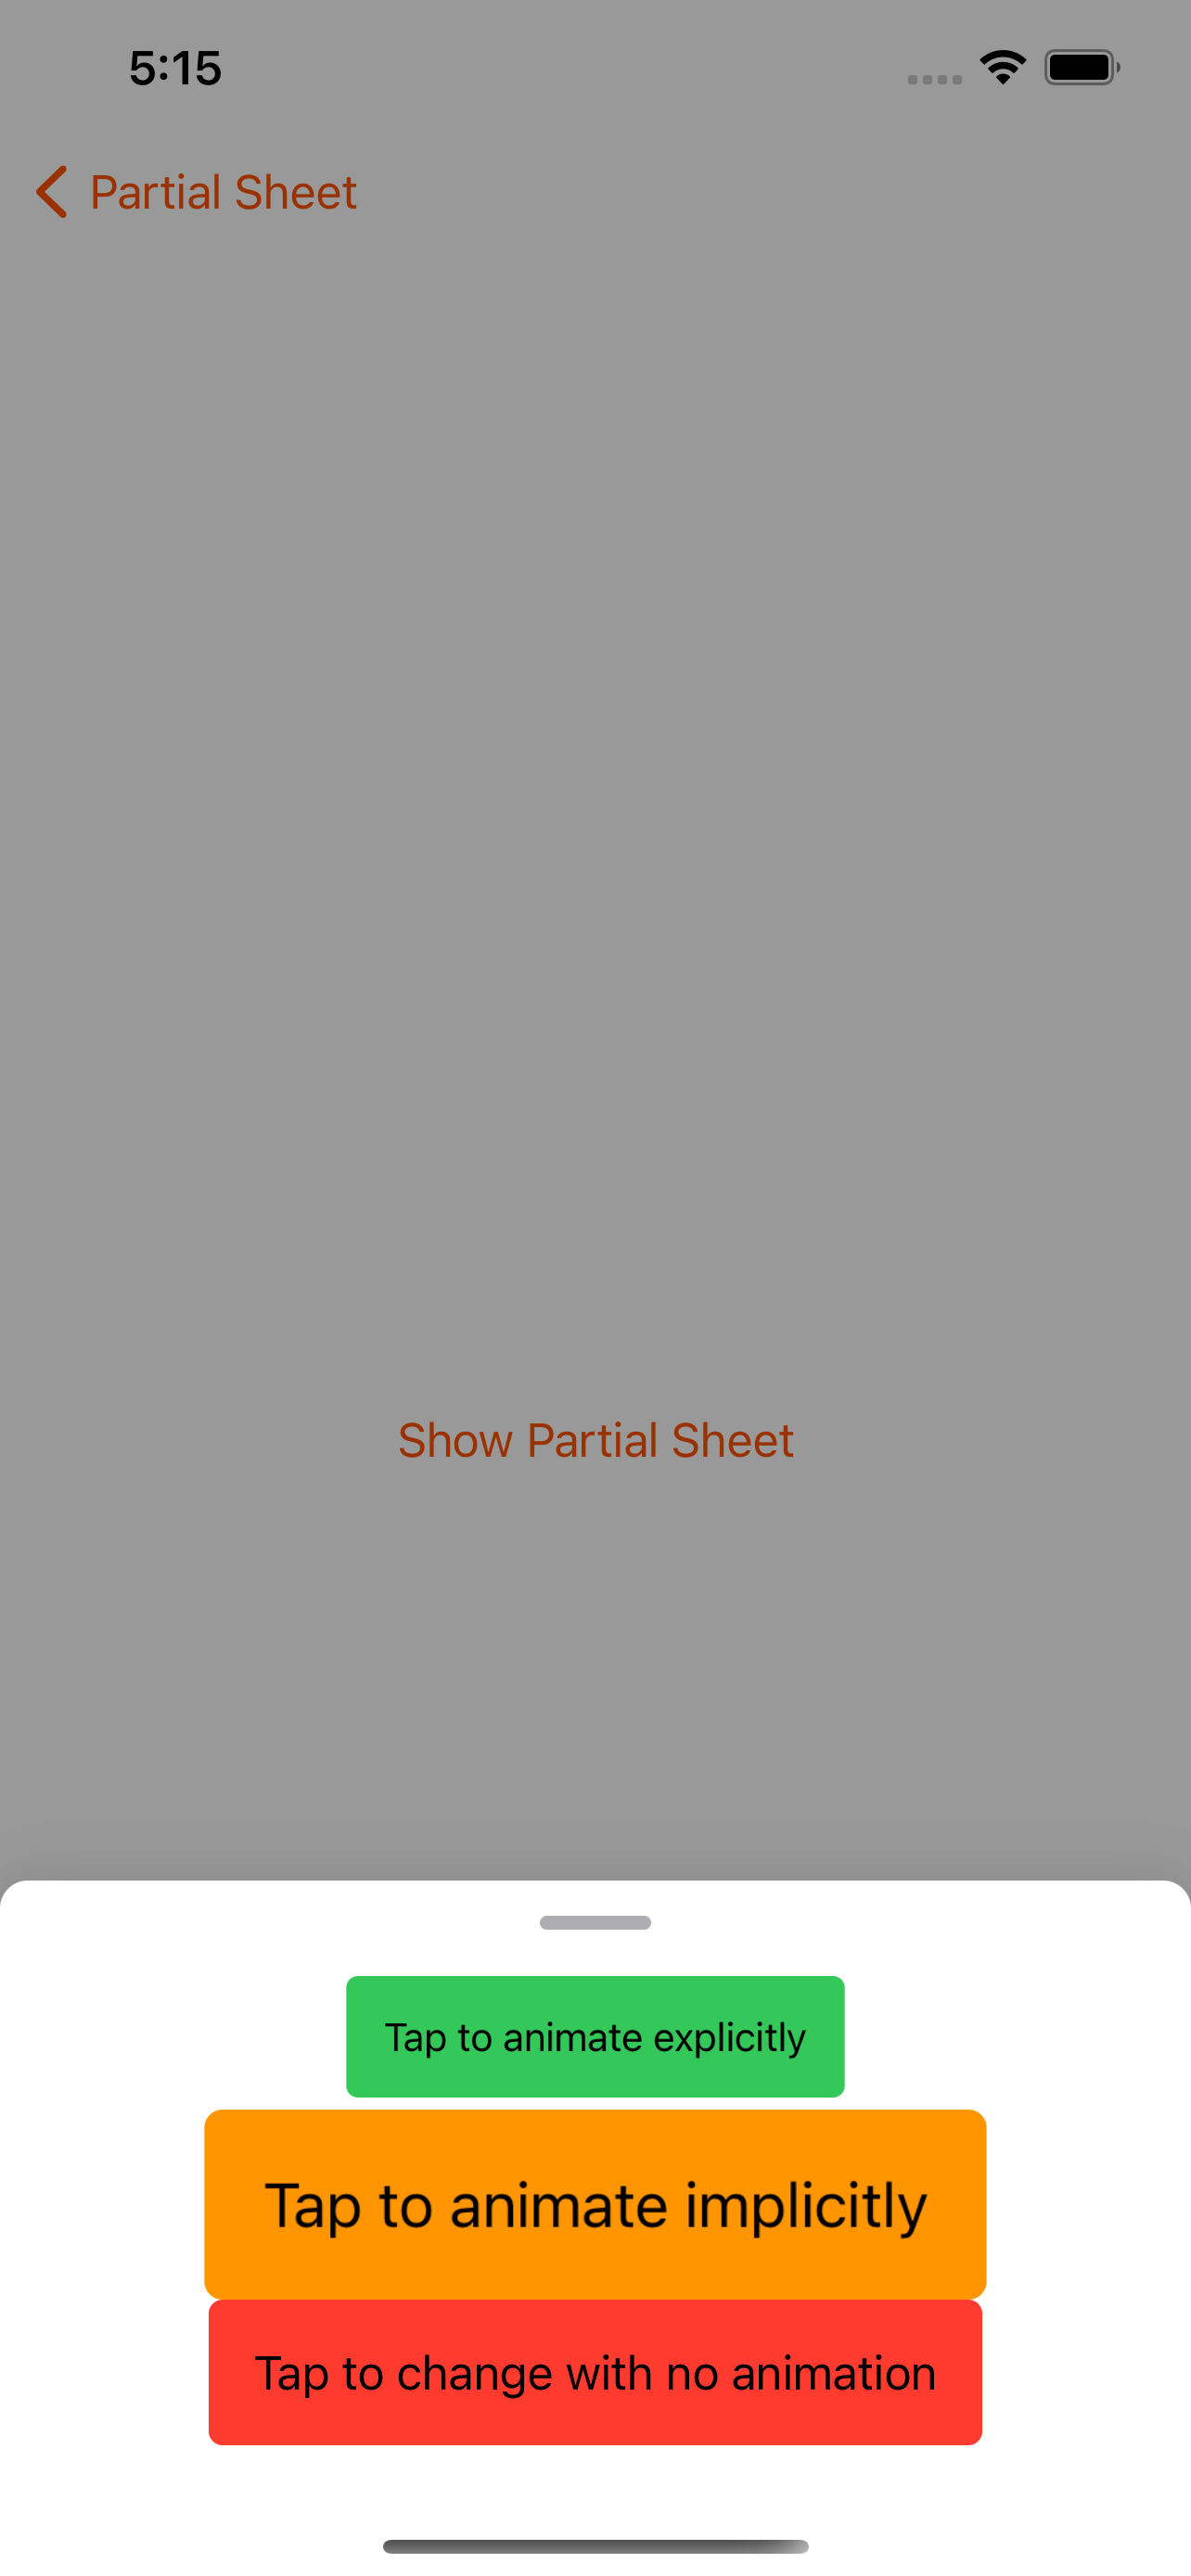 5:15
Partial Sheet
Show Partial Sheet
Tap to animate explicitly
Tap to animate implicitly
Tap to change with no animation